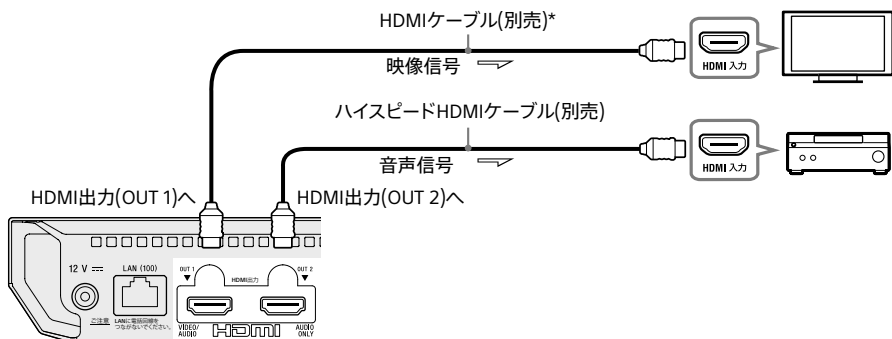 HDMIケーブル(別売)*
映像信号
HDMI 入力
ハイスピードHDMIケーブル(別売)
音声信号
HDMI 入力
HDMI出力(OUT 1)へ
HDMI出力(OUT 2)へ
12 V
LAN (100)
OUT 1
HDMI出力
OUT 2
ご注意
LANに電話回線を
つながないでください。
VIDEO/
AUDIO
HDMI
AUDIO
ONLY